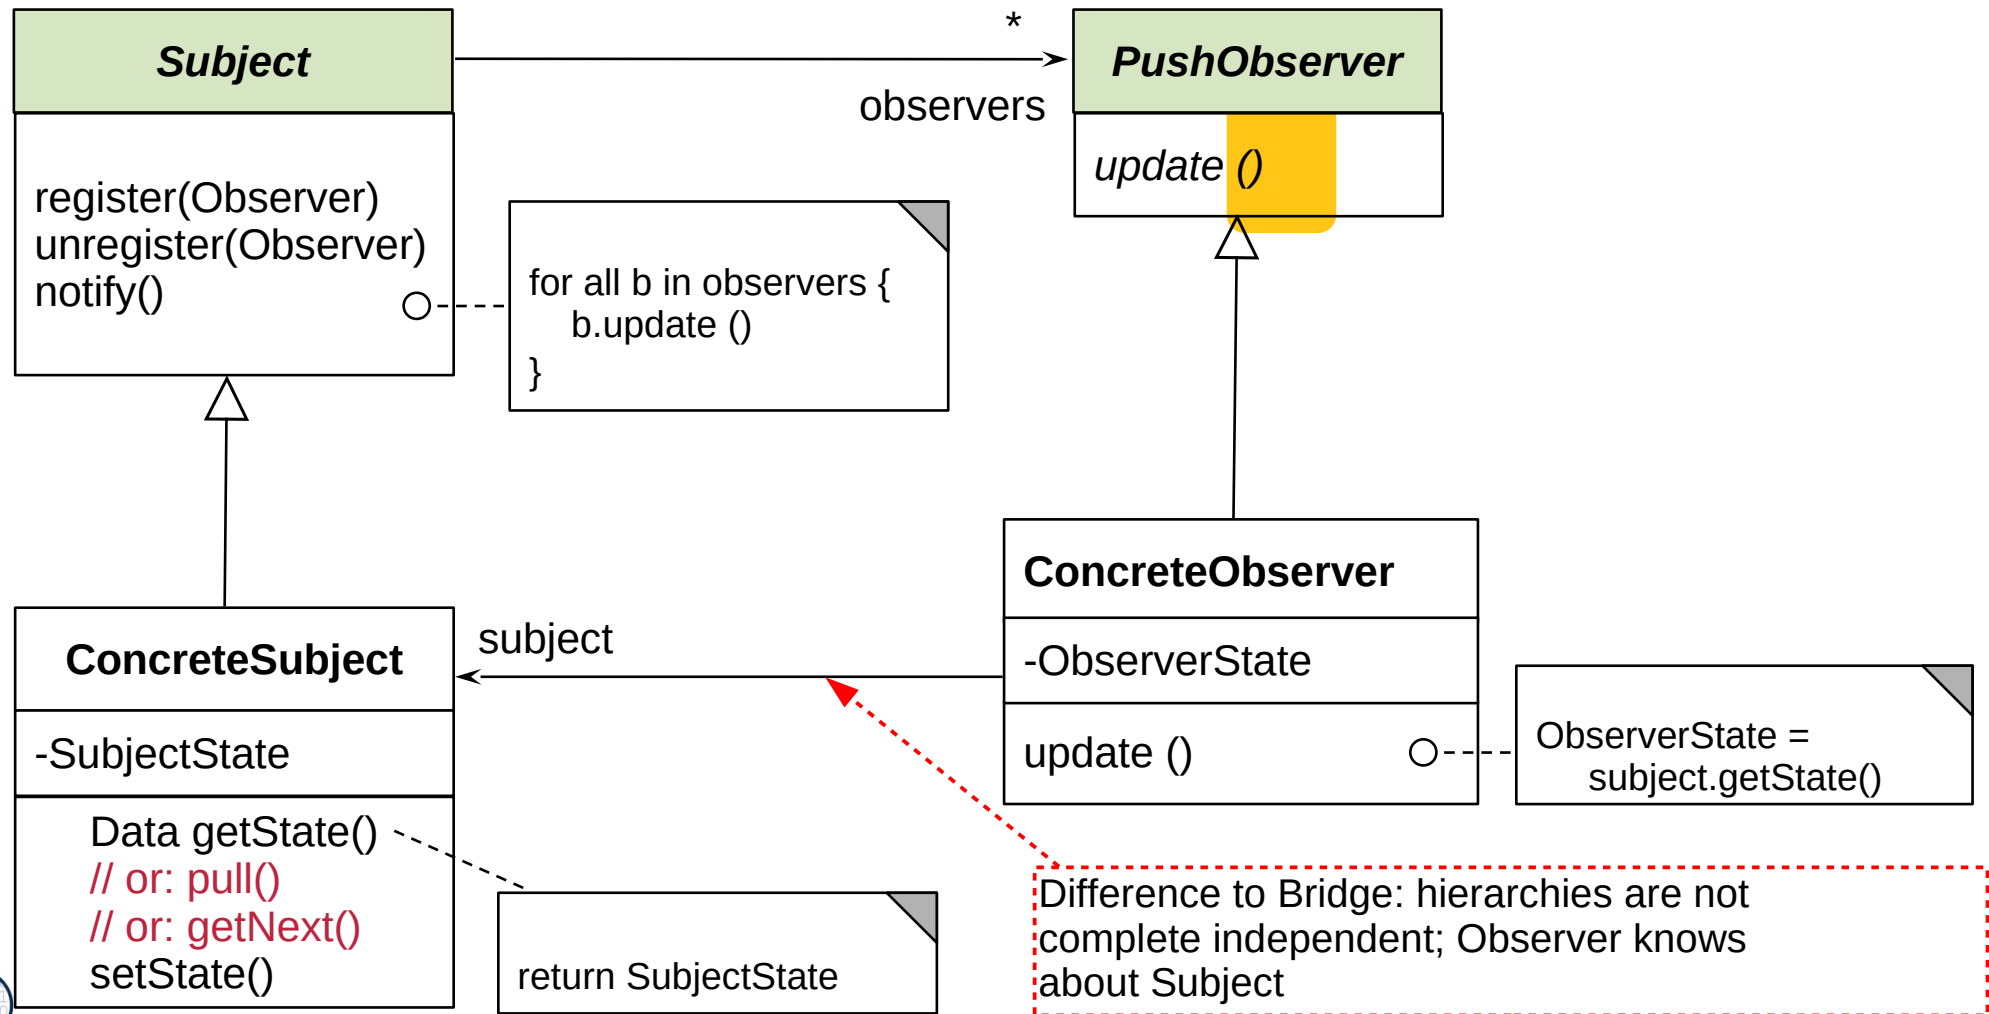 Subject
*
PushObserver
observers
update ()
register(Observer)
unregister(Observer)
notify()
for all b in observers {
b.update ()
}
ConcreteObserver
-ObserverState
update ()
ObserverState =
subject.getState()
subject
ConcreteSubject
-SubjectState
Data getState()
// or: pull()
// or: getNext()
setState()
return SubjectState
Difference to Bridge: hierarchies are not
complete independent; Observer knows
about Subject